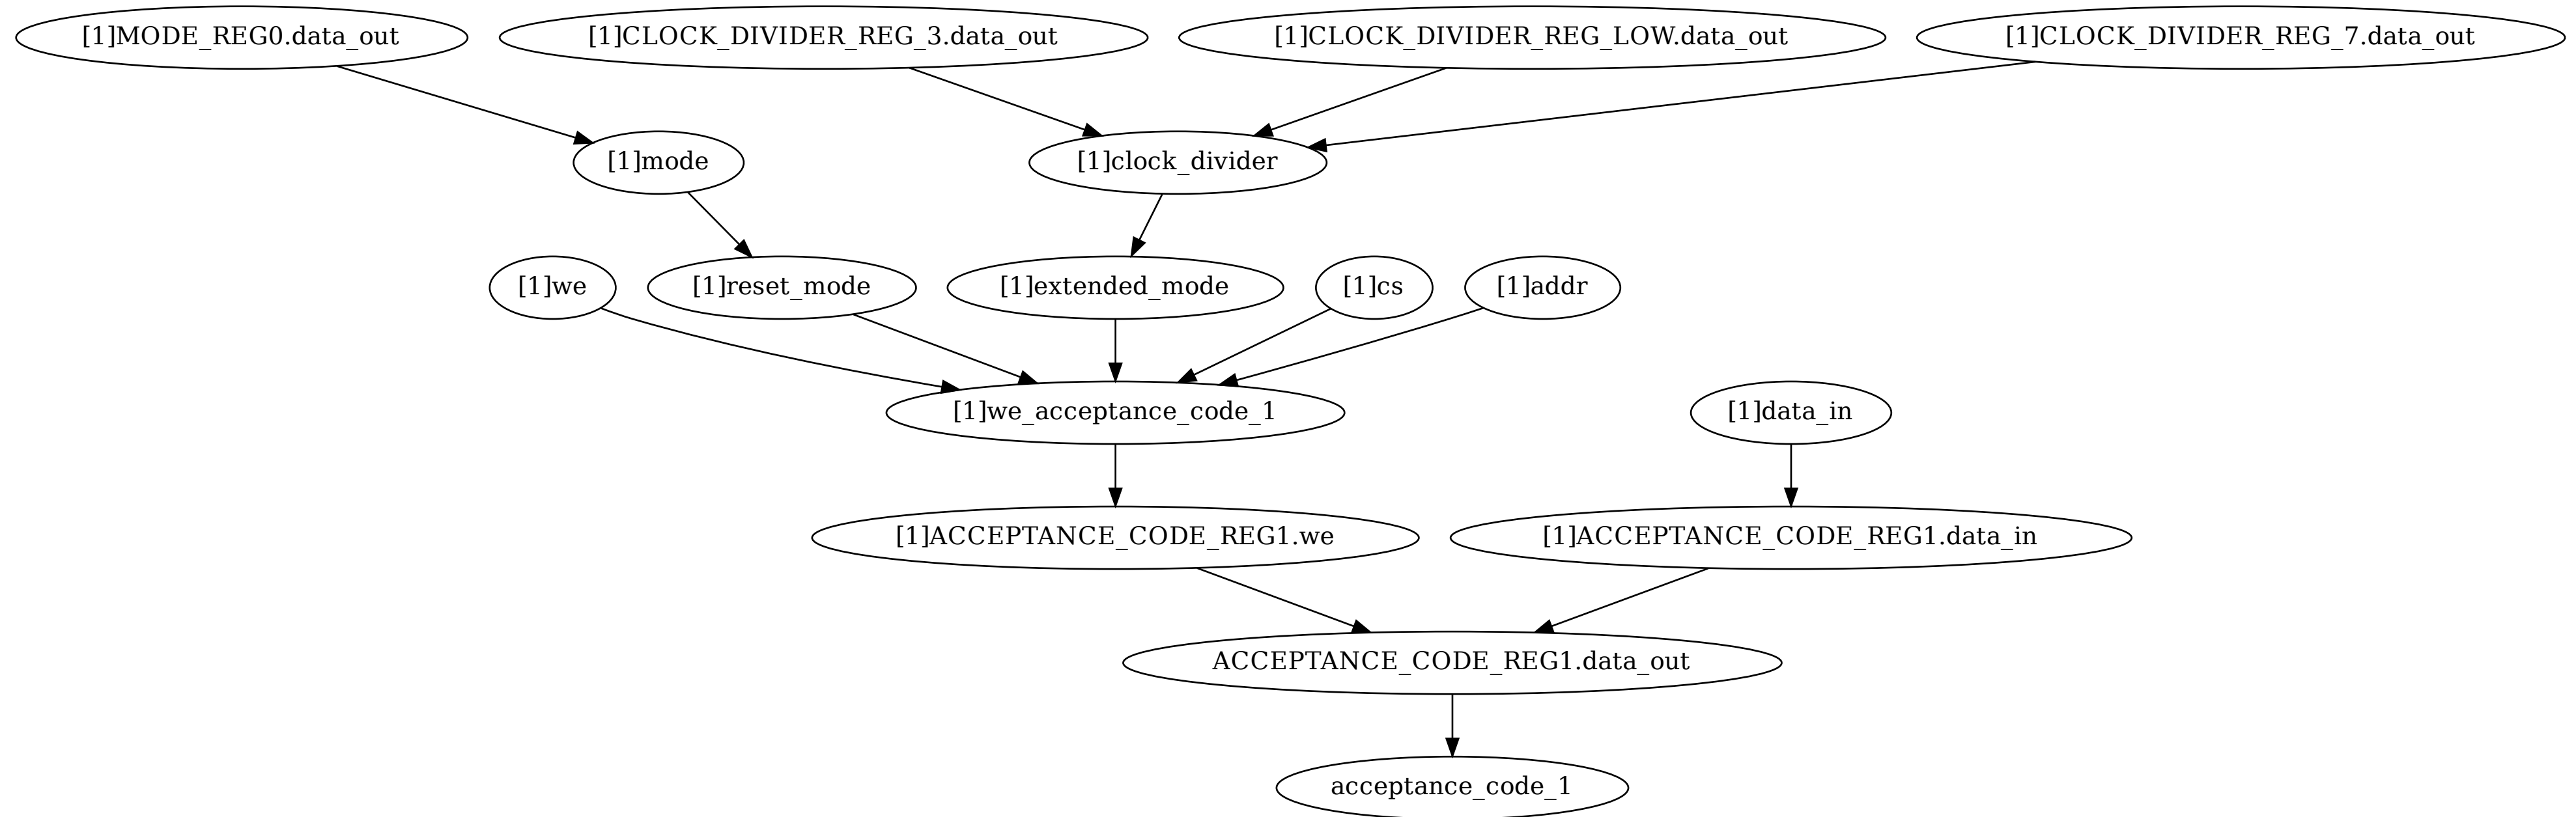 [1]MODE_REG0.data_out
[1]CLOCK_DIVIDER_REG_3.data_out
[1]CLOCK_DIVIDER_REG_LOW.data_out
[1]CLOCK_DIVIDER_REG_7.data_out
[1]mode
[1]clock_divider
[1]we
[1]reset_mode
[1]extended_mode
[1]cs
[1]addr
[1]we_acceptance_code_1
[1]data_in
[1]ACCEPTANCE_CODE_REG1.we
[1]ACCEPTANCE_CODE_REG1.data_in
ACCEPTANCE_CODE_REG1.data_out
acceptance_code_1